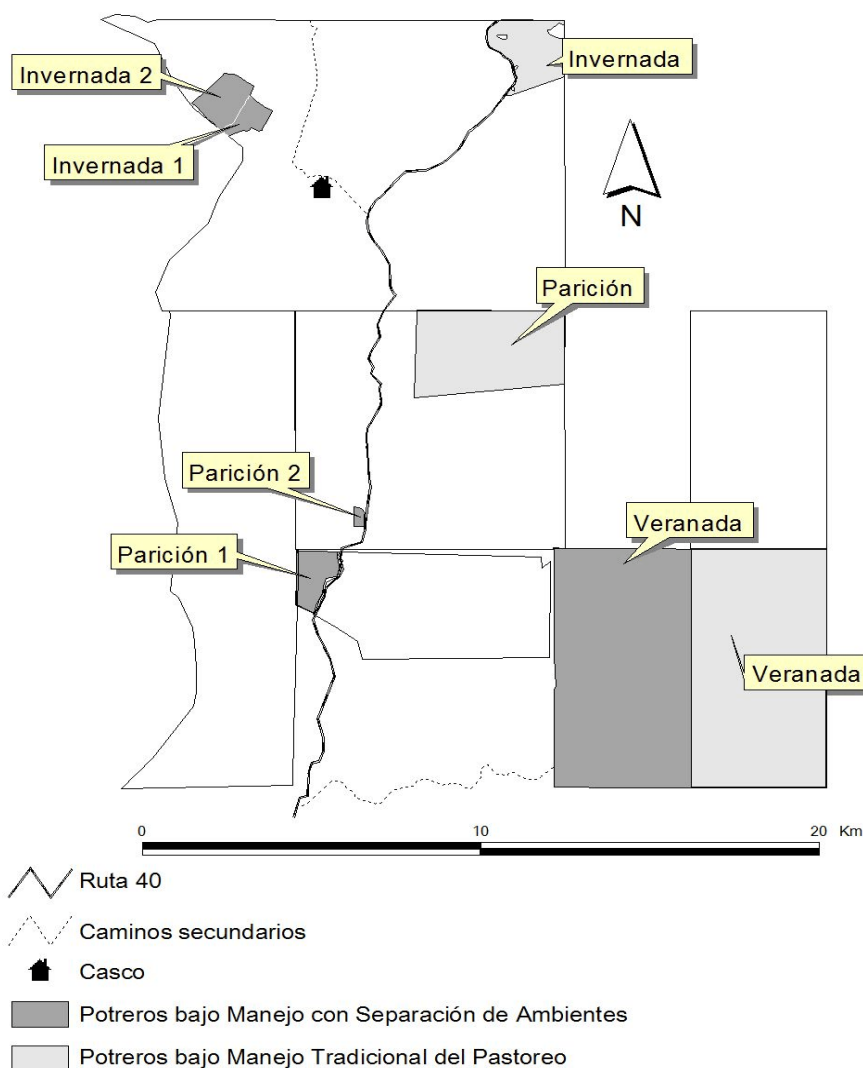 Invernada 2
Invernada
Invernada 1
N
Parición
Parición 2
Veranada
Parición 1
Veranada
0 10 20 Km
Ruta 40
Caminos secundarios
Casco
Potreros bajo Manejo con Separación de Ambientes
Potreros bajo Manejo Tradicional del Pastoreo